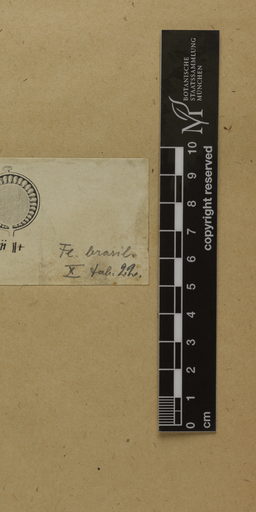 BOTANISCHE
STAATSSAMMLUNG
MÜNCHEN
copyright reserved
10
9
8
7
6
5
4
3
2
1
0
cm
Fl. brasil.
X tab. 22.